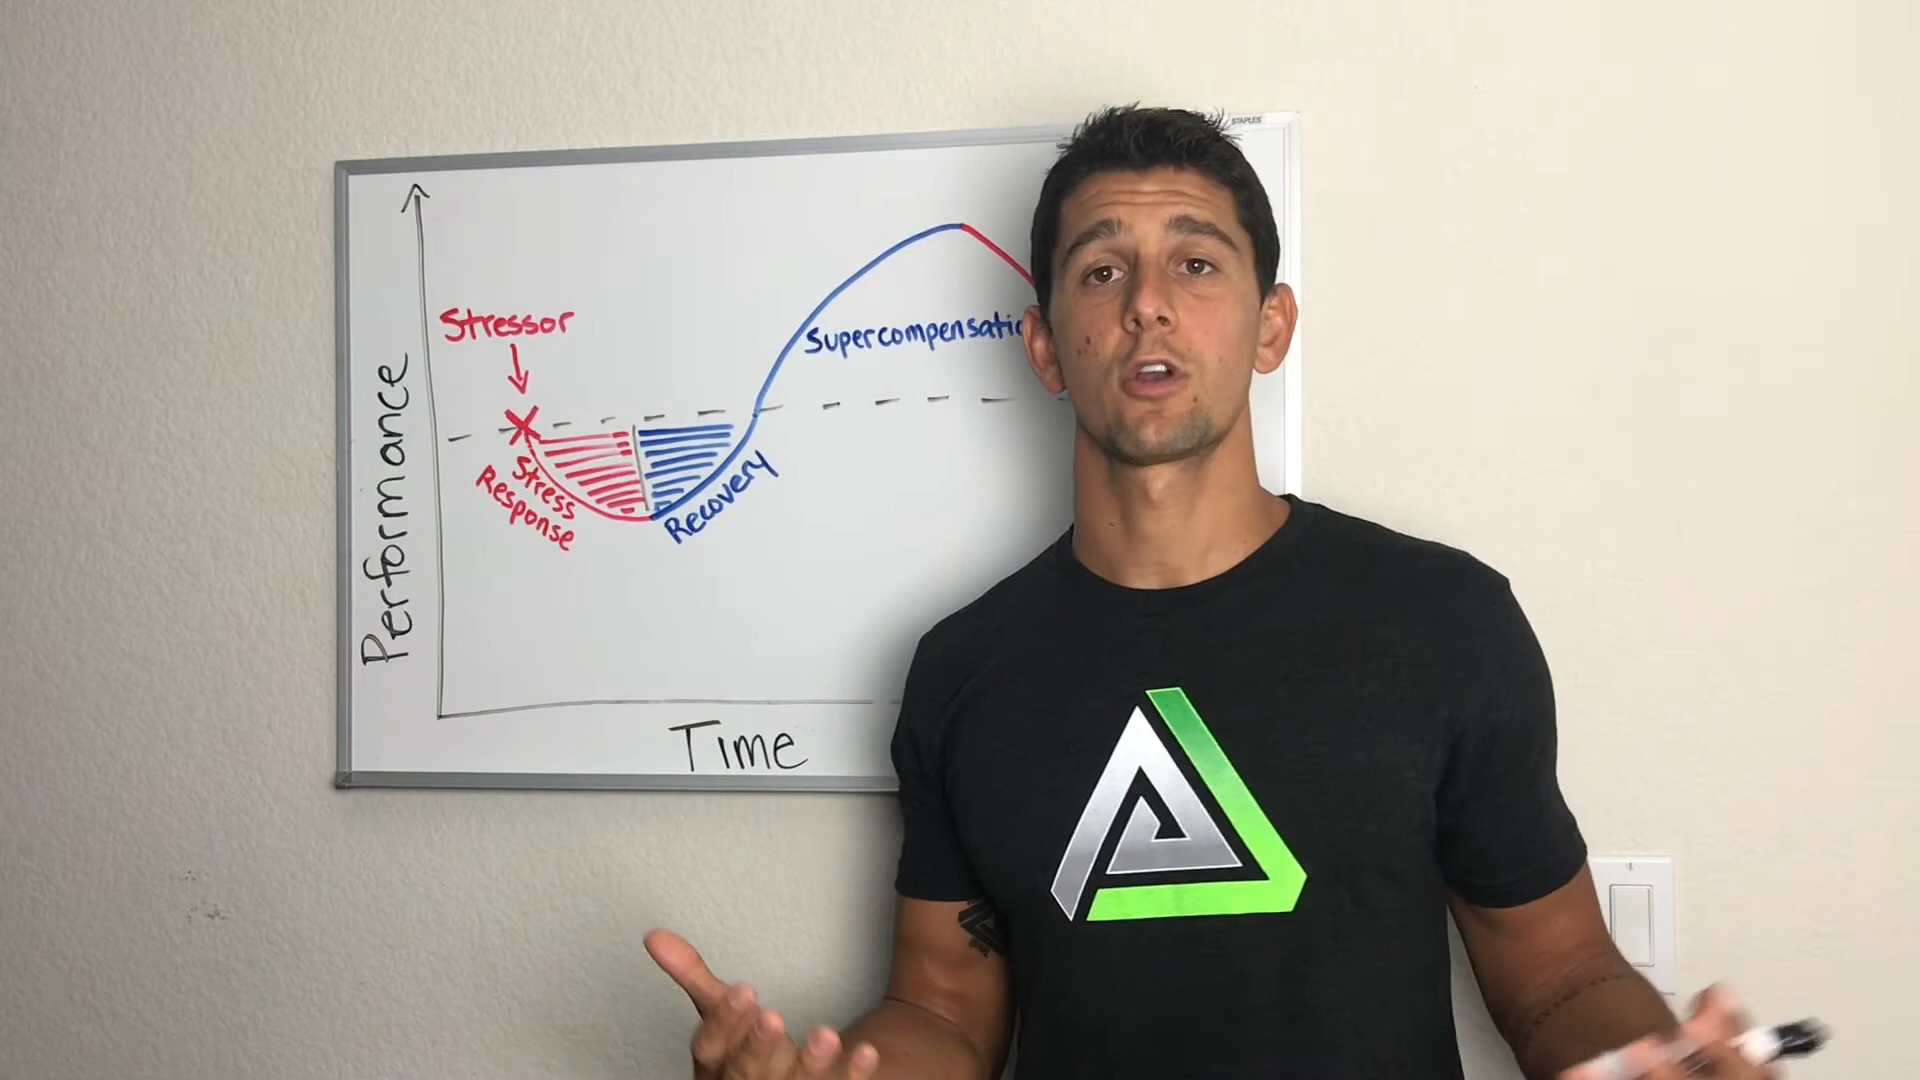 STAPLES
Stressor
Supercompensatio
Performance
Stress
Response
Recovery
Time